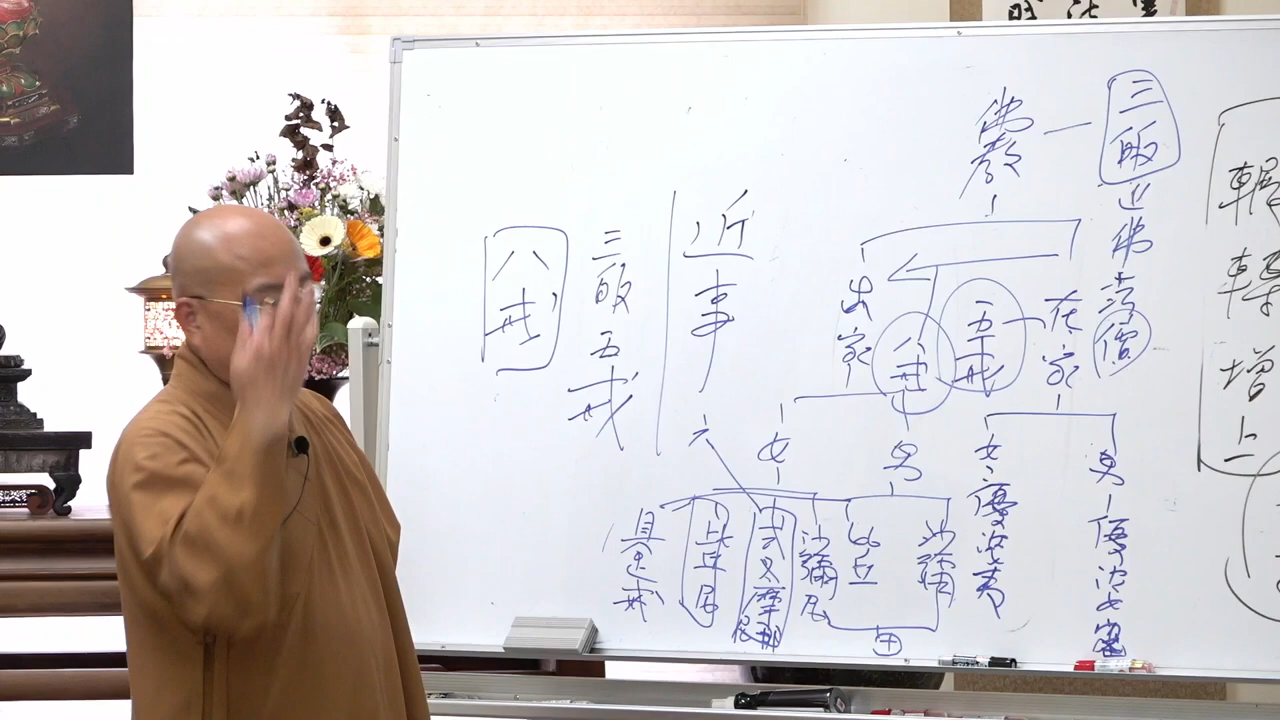 輾轉增上
三皈
近佛
價
佛教
在家
五戒
八戒
出家
男
優婆塞
女
優婆夷
男
沙彌
比丘
女
沙彌尼
式叉摩那
比丘尼
具足戒
六
近事
三皈五戒
八戒